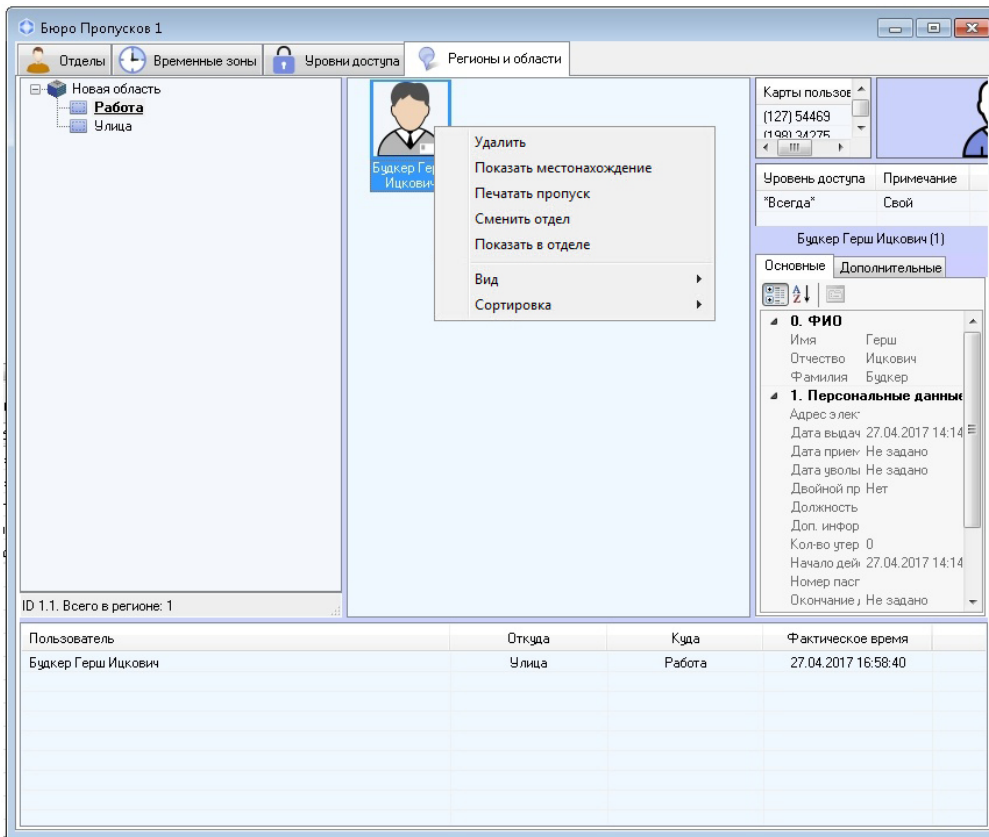 Бюро Пропусков 1
Отделы Временные зоны Уровни доступа Регионы и области
Новая область
Работа
Улица
ID 1.1. Всего в регионе: 1
Будкер Ге
Ицкович
Удалить
Показать местонахождение
Печатать пропуск
Сменить отдел
Показать в отделе
Вид
Сортировка
Карты пользов
(127) 54469
(198) 34275
Уровень доступа Примечание
*Всегда* Свой
Будкер Герш Ицкович (1)
Основные Дополнительные
0. ФИО
Имя Герш
Отчество Ицкович
Фамилия Будкер
1. Персональные данные
Адрес элек
Дата выдач 27.04.2017 14:14
Дата прием Не задано
Дата уволы Не задано
Двойной пр Нет
Должность
Доп. инфор
Кол-во утер 0
Начало дей 27.04.2017 14:14
Номер пасп
Окончание Не задано
Пользователь Откуда Куда Фактическое время
Будкер Герш Ицкович Улица Работа 27.04.2017 16:58:40